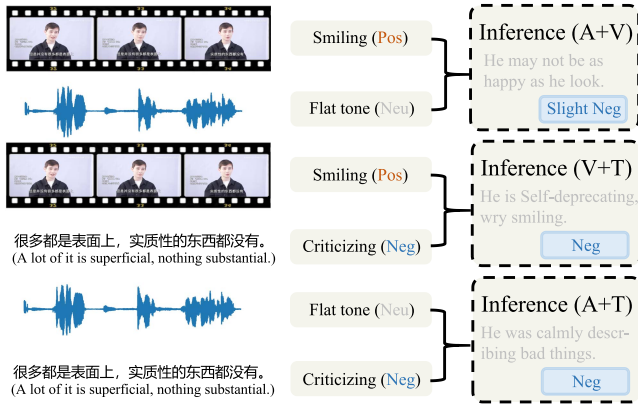 Smiling (Pos)
Flat tone (Neu)
Inference (A+V)
He may not be as
happy as he look.
Slight Neg
Smiling (Pos)
Criticizing (Neg)
Inference (V+T)
He is Self-deprecating,
wry smiling.
Neg
很多都是表面上，实质性的东西都没有。
(A lot of it is superficial, nothing substantial.)
Flat tone (Neu)
Criticizing (Neg)
Inference (A+T)
He was calmly descr-
ibing bad things.
Neg
很多都是表面上，实质性的东西都没有。
(A lot of it is superficial, nothing substantial.)